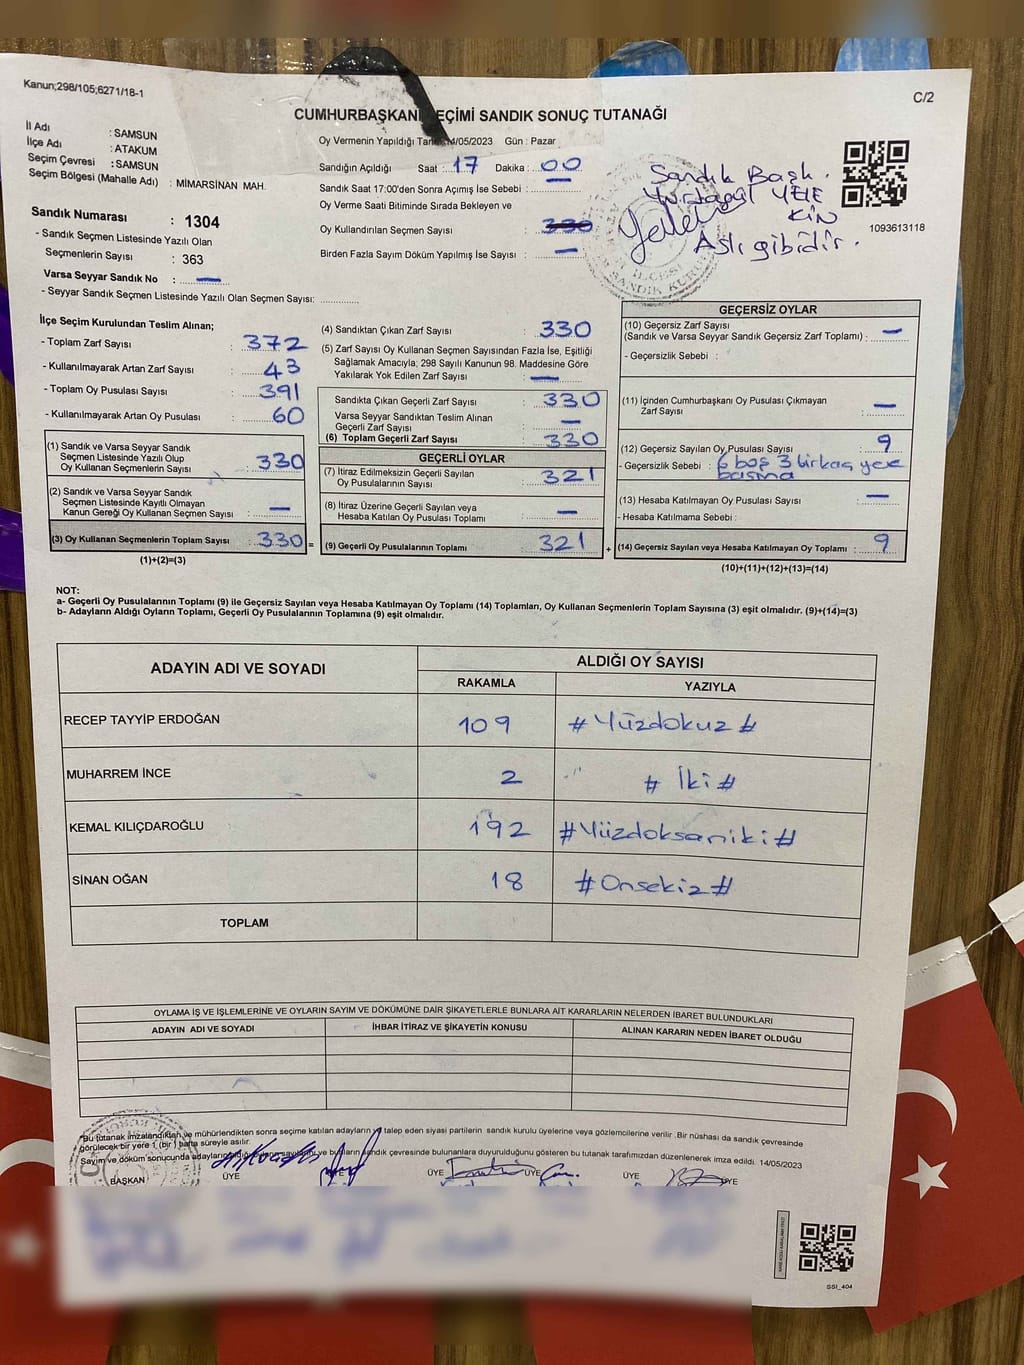 Kanun;298/105;6271/18-1
C/2
CUMHURBAŞKANI SEÇİMİ SANDIK SONUÇ TUTANAĞI
İl Adı : SAMSUN
İlçe Adı : ATAKUM
Seçim Çevresi : SAMSUN
Seçim Bölgesi (Mahalle Adı) : MİMARSİNAN MAH.
Sandık Numarası : 1304
- Sandık Seçmen Listesinde Yazılı Olan
Seçmenlerin Sayısı : 363
Varsa Seyyar Sandık No : —
- Seyyar Sandık Seçmen Listesinde Yazılı Olan Seçmen Sayısı: ............
Oy Vermenin Yapıldığı Tarih 14/05/2023 Gün : Pazar
Sandığın Açıldığı Saat : 17 Dakika : 00
Sandık Saat 17:00'den Sonra Açımış İse Sebebi : —
Oy Verme Saati Bitiminde Sırada Bekleyen ve
Oy Kullandırılan Seçmen Sayısı : 330
Birden Fazla Sayım Döküm Yapılmış İse Sayısı : —
Sandık Başk.
Yurdagül YELE
KİN
Aslı gibidir.
1093613118
İlçe Seçim Kurulundan Teslim Alınan;
- Toplam Zarf Sayısı : 372
- Kullanılmayarak Artan Zarf Sayısı : 43
- Toplam Oy Pusulası Sayısı : 391
- Kullanılmayarak Artan Oy Pusulası : 60
(1) Sandık ve Varsa Seyyar Sandık
Seçmen Listesinde Yazılı Olup
Oy Kullanan Seçmenlerin Sayısı : 330
(2) Sandık ve Varsa Seyyar Sandık
Seçmen Listesinde Kayıtlı Olmayan
Kanun Gereği Oy Kullanan Seçmen Sayısı : —
(3) Oy Kullanan Seçmenlerin Toplam Sayısı : 330 =
(1)+(2)=(3)
(4) Sandıktan Çıkan Zarf Sayısı : 330
(5) Zarf Sayısı Oy Kullanan Seçmen Sayısından Fazla İse, Eşitliği
Sağlamak Amacıyla; 298 Sayılı Kanunun 98. Maddesine Göre
Yakılarak Yok Edilen Zarf Sayısı : —
Sandıkta Çıkan Geçerli Zarf Sayısı : 330
Varsa Seyyar Sandıktan Teslim Alınan
Geçerli Zarf Sayısı : —
(6) Toplam Geçerli Zarf Sayısı : 330
GEÇERLİ OYLAR
(7) İtiraz Edilmeksizin Geçerli Sayılan
Oy Pusulalarının Sayısı : 321
(8) İtiraz Üzerine Geçerli Sayılan veya
Hesaba Katılan Oy Pusulası Toplamı : —
(9) Geçerli Oy Pusulalarının Toplamı : 321 +
GEÇERSİZ OYLAR
(10) Geçersiz Zarf Sayısı
(Sandık ve Varsa Seyyar Sandık Geçersiz Zarf Toplamı) : —
- Geçersizlik Sebebi :
(11) İçinden Cumhurbaşkanı Oy Pusulası Çıkmayan
Zarf Sayısı : —
(12) Geçersiz Sayılan Oy Pusulası Sayısı : 9
- Geçersizlik Sebebi : 6 boş 3 birkaç yere
basma
(13) Hesaba Katılmayan Oy Pusulası Sayısı : —
- Hesaba Katılmama Sebebi :
(14) Geçersiz Sayılan veya Hesaba Katılmayan Oy Toplamı : 9
(10)+(11)+(12)+(13)=(14)
NOT:
a- Geçerli Oy Pusulasının Toplamı (9) ile Geçersiz Sayılan veya Hesaba Katılmayan Oy Toplamı (14) Toplamları, Oy Kullanan Seçmenlerin Toplam Sayısına (3) eşit olmalıdır. (9)+(14)=(3)
b- Adayların Aldığı Oyların Toplamı, Geçerli Oy Pusulalarının Toplamına (9) eşit olmalıdır.
ADAYIN ADI VE SOYADI ALDIĞI OY SAYISI
RAKAMLA YAZIYLA
RECEP TAYYİP ERDOĞAN 109 # Yüzdokuz #
MUHARREM İNCE 2 # İki #
KEMAL KILIÇDAROĞLU 192 #Yüzdoksaniki#
SİNAN OĞAN 18 #Onsekiz#
TOPLAM
OYLAMA İŞ VE İŞLEMLERİNE VE OYLARIN SAYIM VE DÖKÜMÜNE DAİR ŞİKAYETLERLE BUNLARA AİT KARARLARIN NELERDEN İBARET BULUNDUKLARI
ADAYIN ADI VE SOYADI İHBAR İTİRAZ VE ŞİKAYETİN KONUSU ALINAN KARARIN NEDEN İBARET OLDUĞU
*Bu tutanak imzalandıktan ve mühürlendikten sonra seçime katılan adayların talep eden siyasi partilerin sandık kurulu üyelerine veya gözlemcilerine verilir .Bir nüshası da sandık çevresinde
görülecek bir yere 1 (bir ) hafta süreyle asılır.
Sayım ve döküm sonucunda adayların sandık çevresinde bulunanlara duyurulduğunu gösteren bu tutanak tarafımızdan düzenlenerek imza edildi. 14/05/2023
BAŞKAN ÜYE ÜYE ÜYE ÜYE ÜYE ÜYE
SSI_404